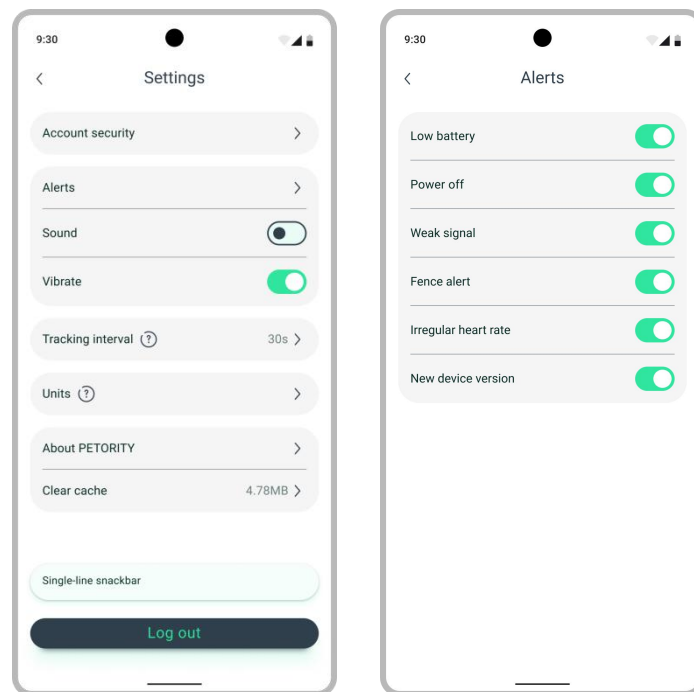 9:30
Settings
Account security
Alerts
Sound
Vibrate
Tracking interval ?
30s
Units ?
About PETORITY
Clear cache
4.78MB
Single-line snackbar
Log out
9:30
Alerts
Low battery
Power off
Weak signal
Fence alert
Irregular heart rate
New device version